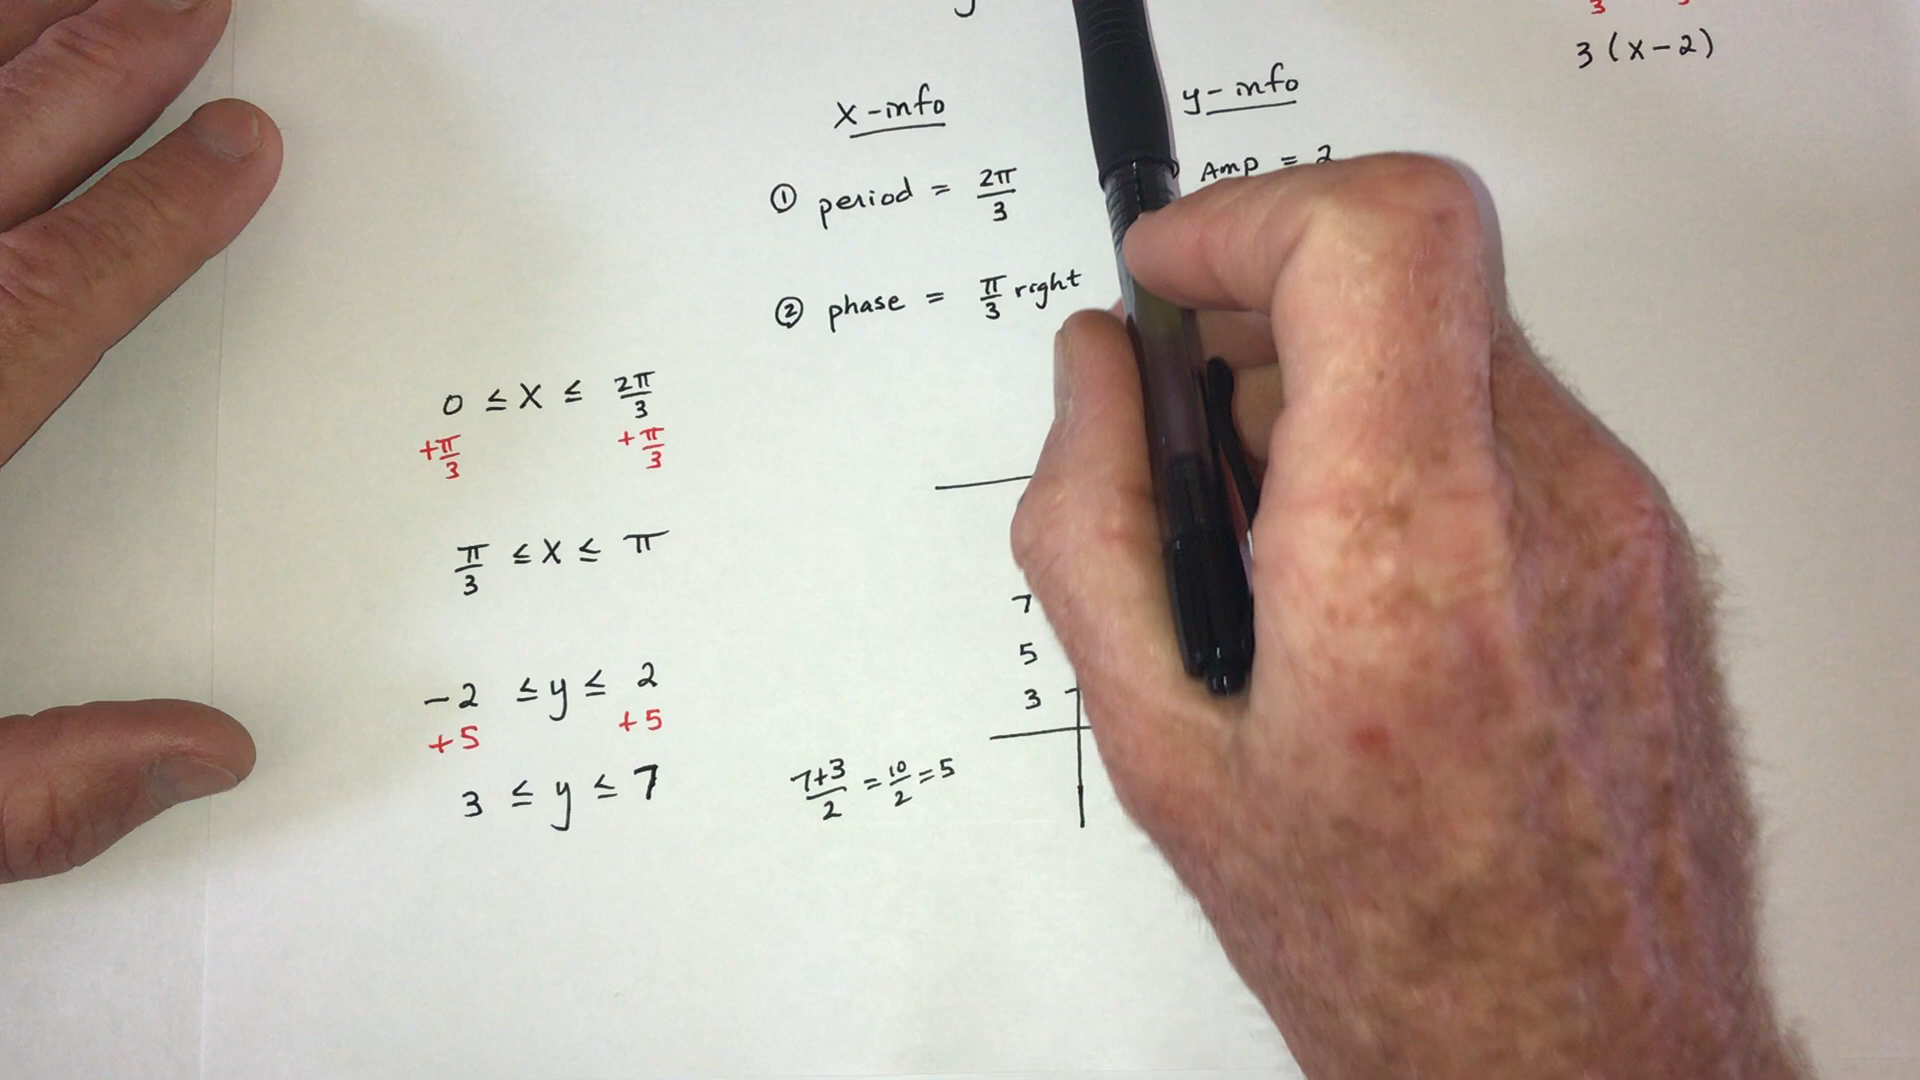 3 (x-2)
x-info
y-info
① period = 2π/3
Amp = 2
② phase = π/3 right
0 ≤ x ≤ 2π/3
+π/3 +π/3
π/3 ≤ x ≤ π
7
5
3
-2 ≤ y ≤ 2
+5 +5
3 ≤ y ≤ 7
7+3/2 = 10/2 = 5